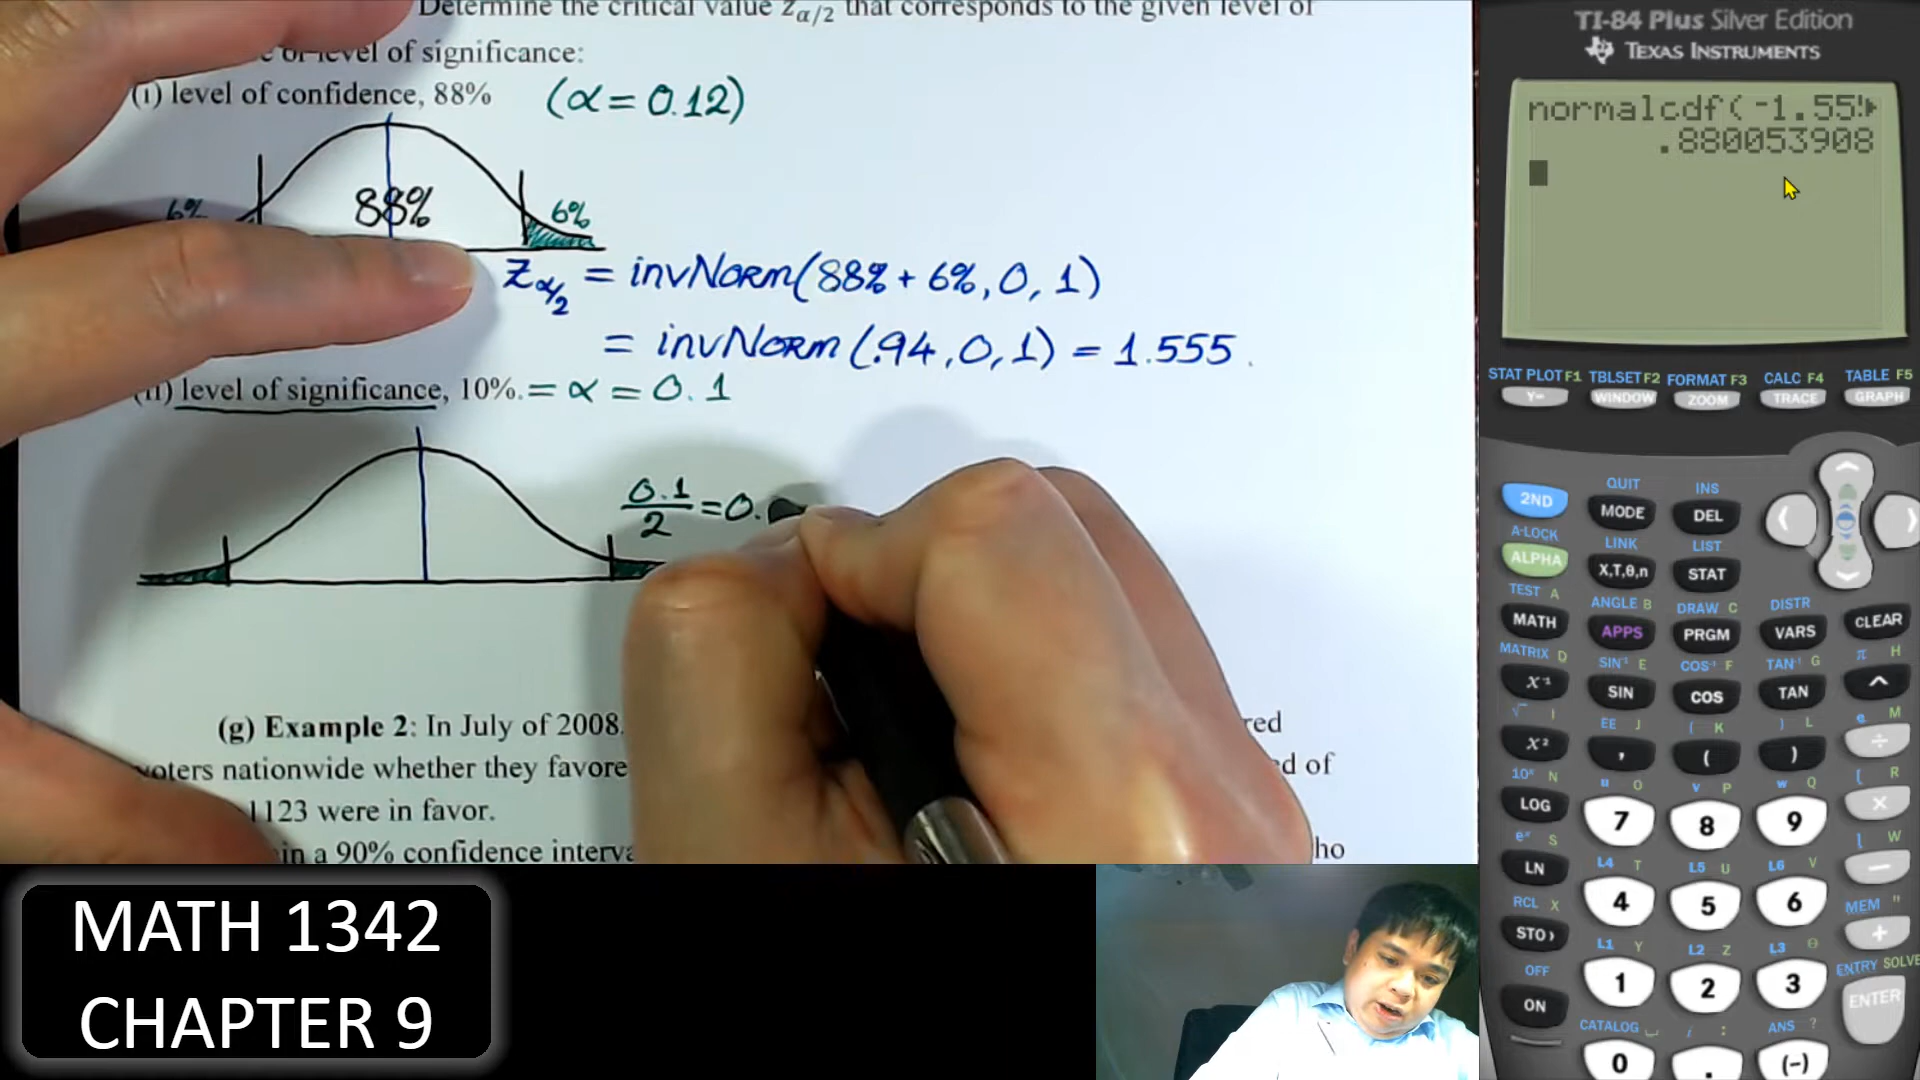 Determine the critical value zα/2 that corresponds to the given level of
or level of significance:
(i) level of confidence, 88% (α = 0.12)
6% 88% 6%
Zα/2 = invNorm(88% + 6%, 0, 1)
= invNorm(.94, 0, 1) = 1.555
(ii) level of significance, 10%. = α = 0.1
0.1/2 = 0.
(g) Example 2: In July of 2008
voters nationwide whether they favore
1123 were in favor.
in a 90% confidence interva
red
d of
ho
MATH 1342
CHAPTER 9
TI-84 Plus Silver Edition
TEXAS INSTRUMENTS
normalcdf(-1.55
.880053908
STAT PLOT F1 TBLSET F2 FORMAT F3 CALC F4 TABLE F5
Y= WINDOW ZOOM TRACE GRAPH
QUIT INS
2ND MODE DEL
A-LOCK LINK LIST
ALPHA X,T,θ,n STAT
TEST A ANGLE B DRAW C DISTR
MATH APPS PRGM VARS CLEAR
MATRIX D SIN⁻¹ E COS⁻¹ F TAN⁻¹ G π H
x⁻¹ SIN COS TAN ^
√ I EE J { K } L e M
x² , ( ) ÷
10ˣ N u O v P w Q [ R
LOG 7 8 9 ×
eˣ S L4 T L5 U L6 V ] W
LN 4 5 6 −
RCL X L1 Y L2 Z L3 θ MEM "
STO› 1 2 3 +
OFF CATALOG i : ANS ? ENTRY SOLVE
ON 0 . (-) ENTER